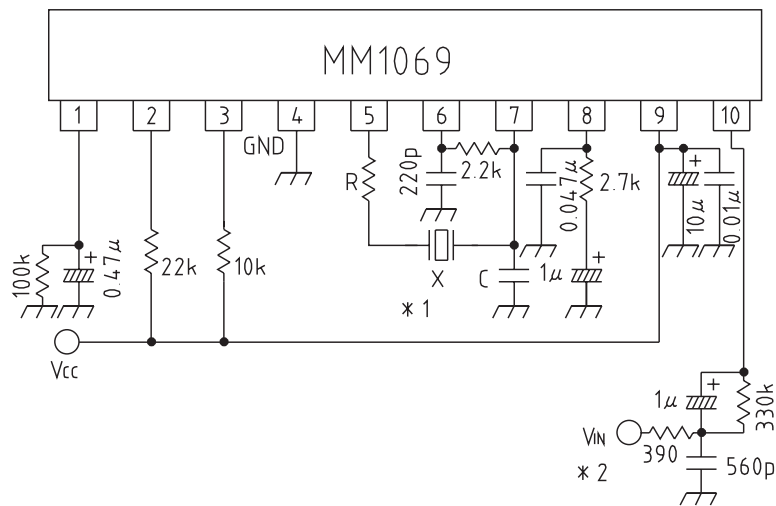 MM1069
1 2 3 4 5 6 7 8 9 10
GND
R
220p
2.2k
0.047μ
2.7k
10μ
+
0.01μ
100k
+
0.47μ
22k
10k
X
C
1μ
+
* 1
Vcc
1μ
+
330k
VIN
390
560p
* 2